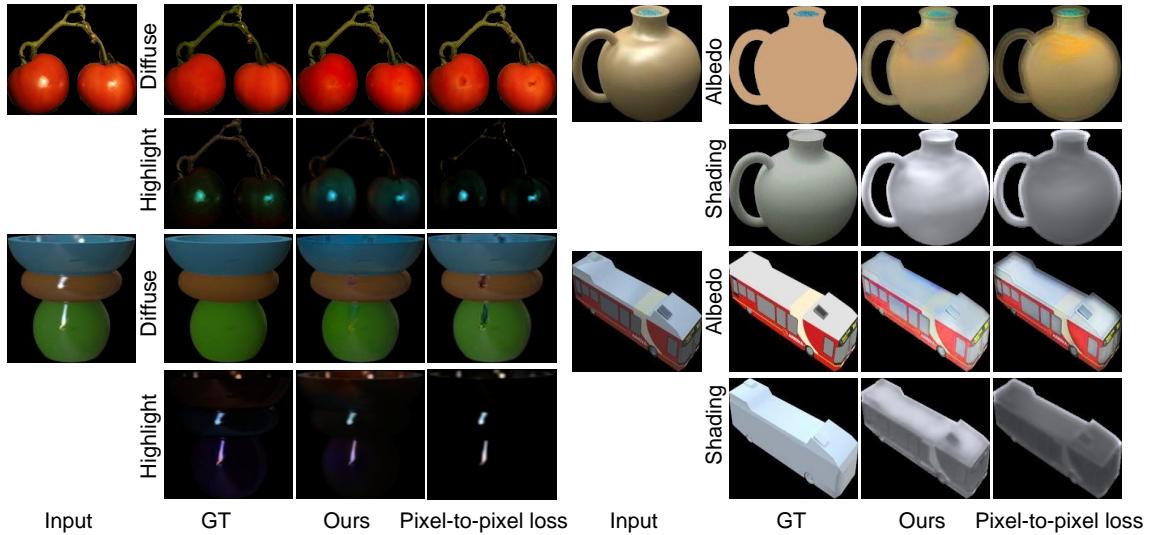 Diffuse
Albedo
Highlight
Shading
Diffuse
Albedo
Highlight
Shading
Input
GT
Ours
Pixel-to-pixel loss
Input
GT
Ours
Pixel-to-pixel loss